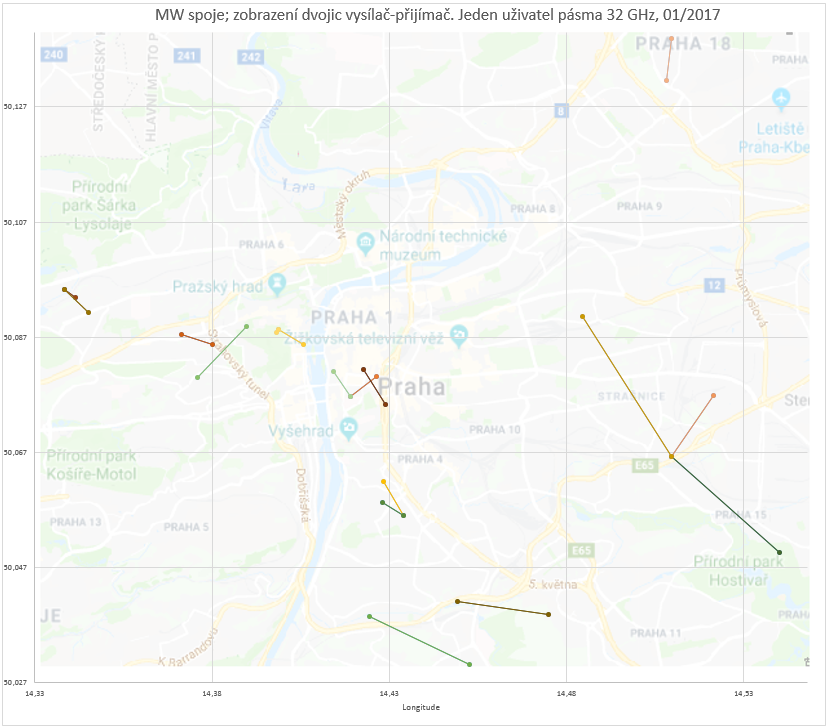 MW spoje; zobrazení dvojic vysílač-přijímač. Jeden uživatel pásma 32 GHz, 01/2017
PRAHA 18
240
241
242
STŘEDOČESKÝ
HLAVNÍ MĚSTO P
PRAHA
50,127
8
Vltava
Letiště
Praha-Kbe
Městský okruh
Přírodní
park Šárka
- Lysolaje
PRAHA 8
PRAHA 9
50,107
PRAHA 6
Národní technické
muzeum
Pražský hrad
12
Průmyslová
PRAHA 1
50,087
Žižkovská televizní věž
Strahovský tunel
Praha
STRAŠNICE
Vyšehrad
PRAHA 10
50,067
Přírodní park
Košíře-Motol
PRAHA 4
E65
Dobříšská
PRAHA 13
PRAHA 5
PRAHA 15
E65
50,047
Přírodní park
Hostivař
5. května
JE
PRAHA
PRAHA 11
K Barrandovu
50,027
14,33
14,38
14,43
14,48
14,53
Longitude